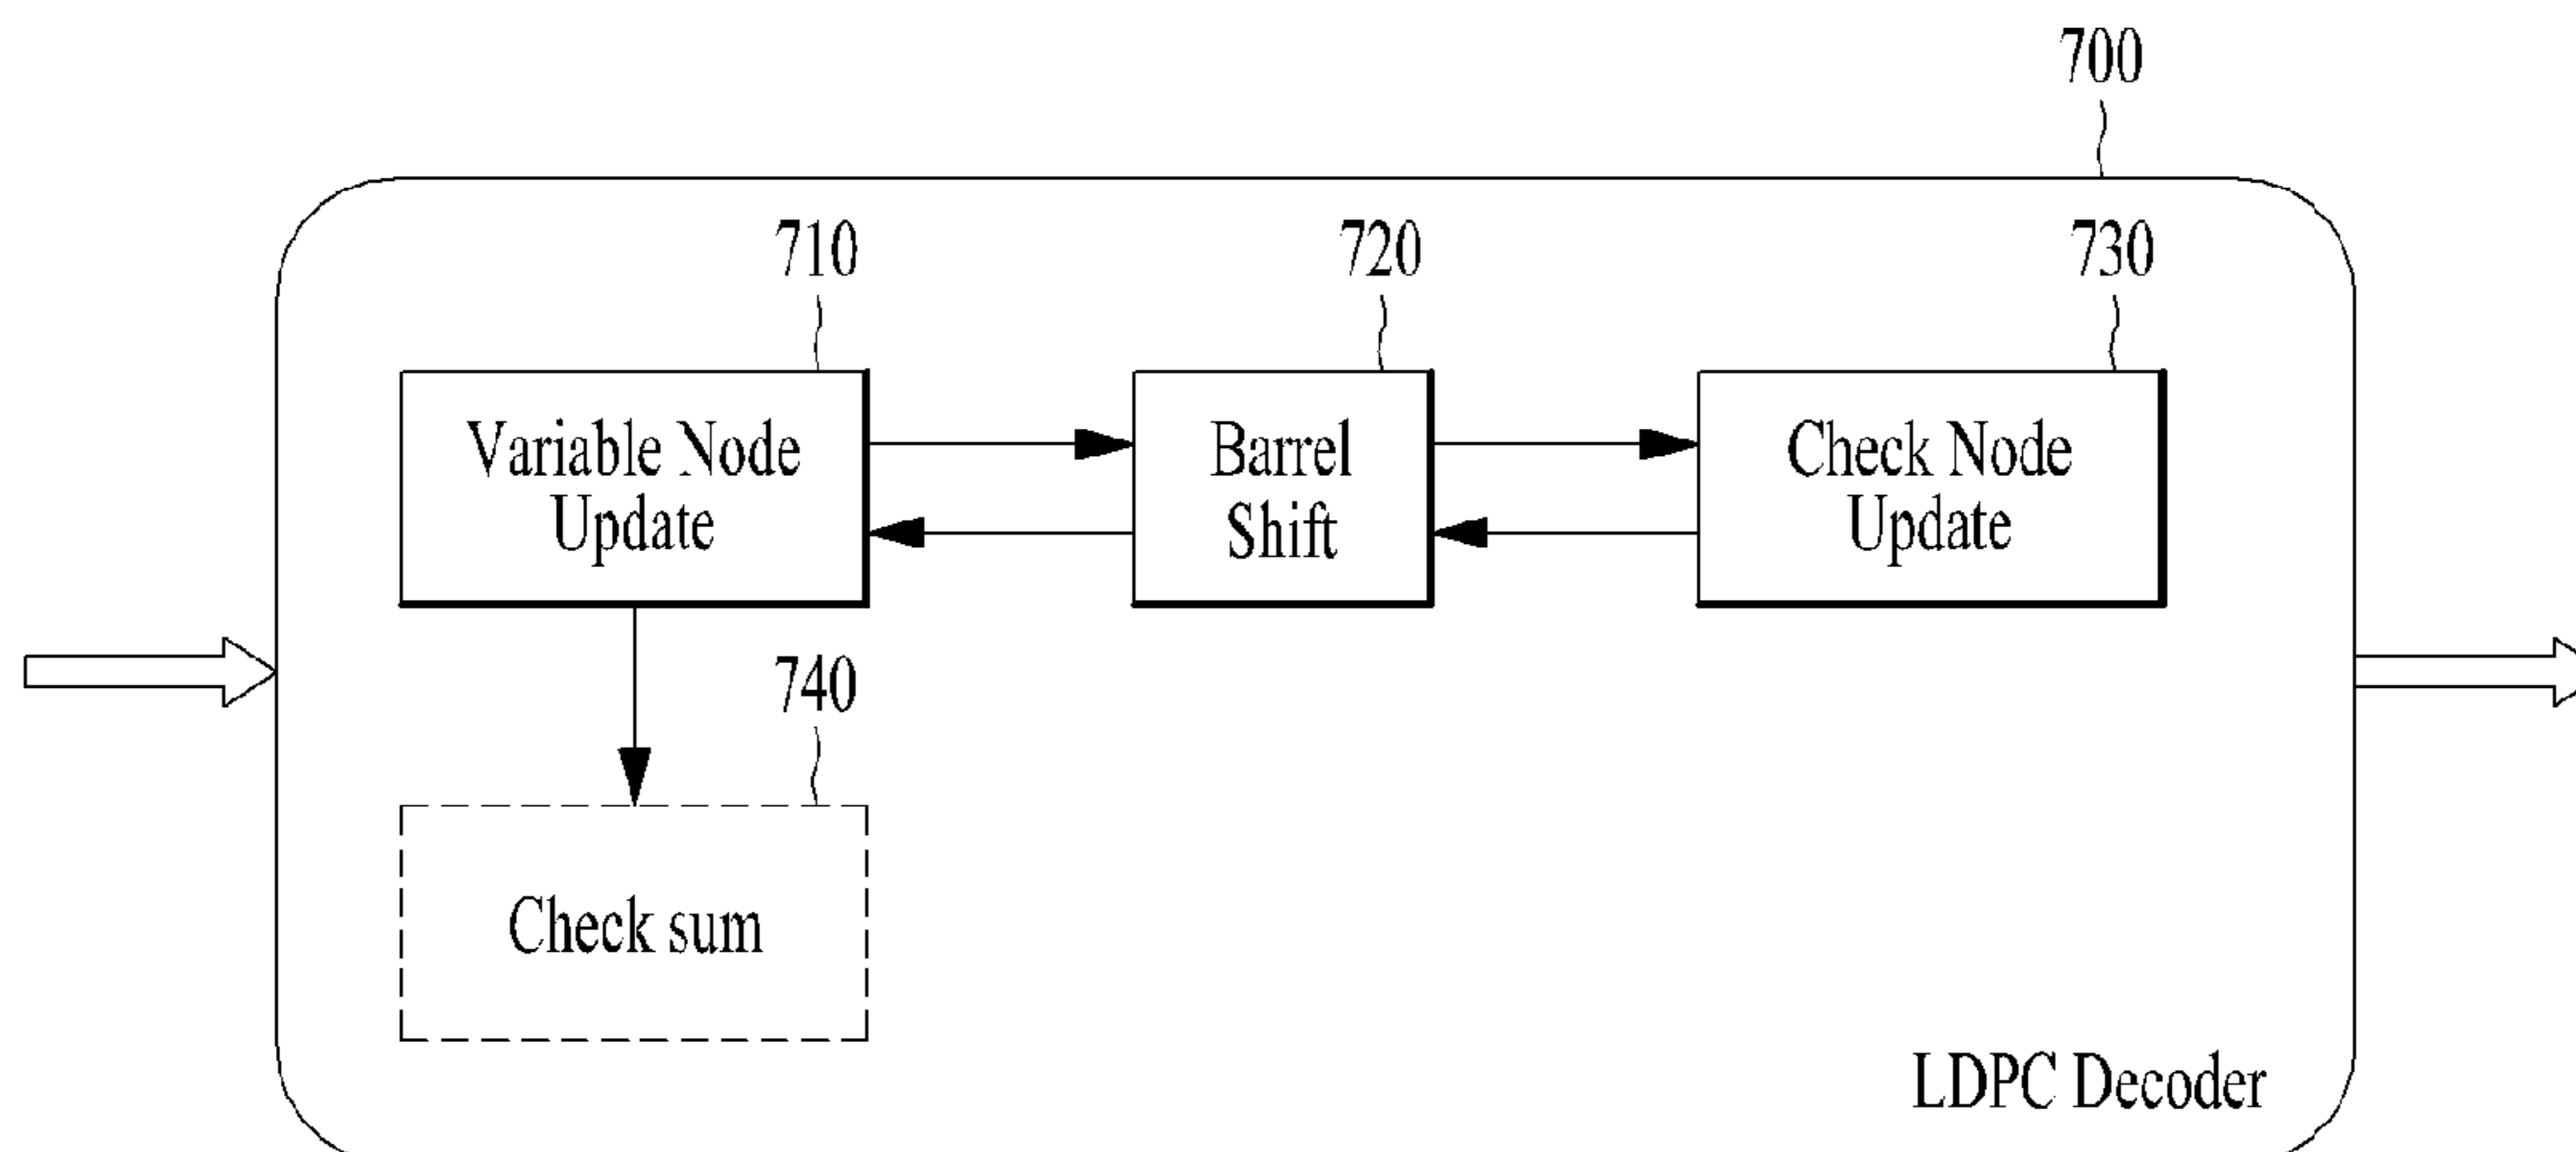 700
710
720
730
Variable Node
Update
Barrel
Shift
Check Node
Update
740
Check sum
LDPC Decoder